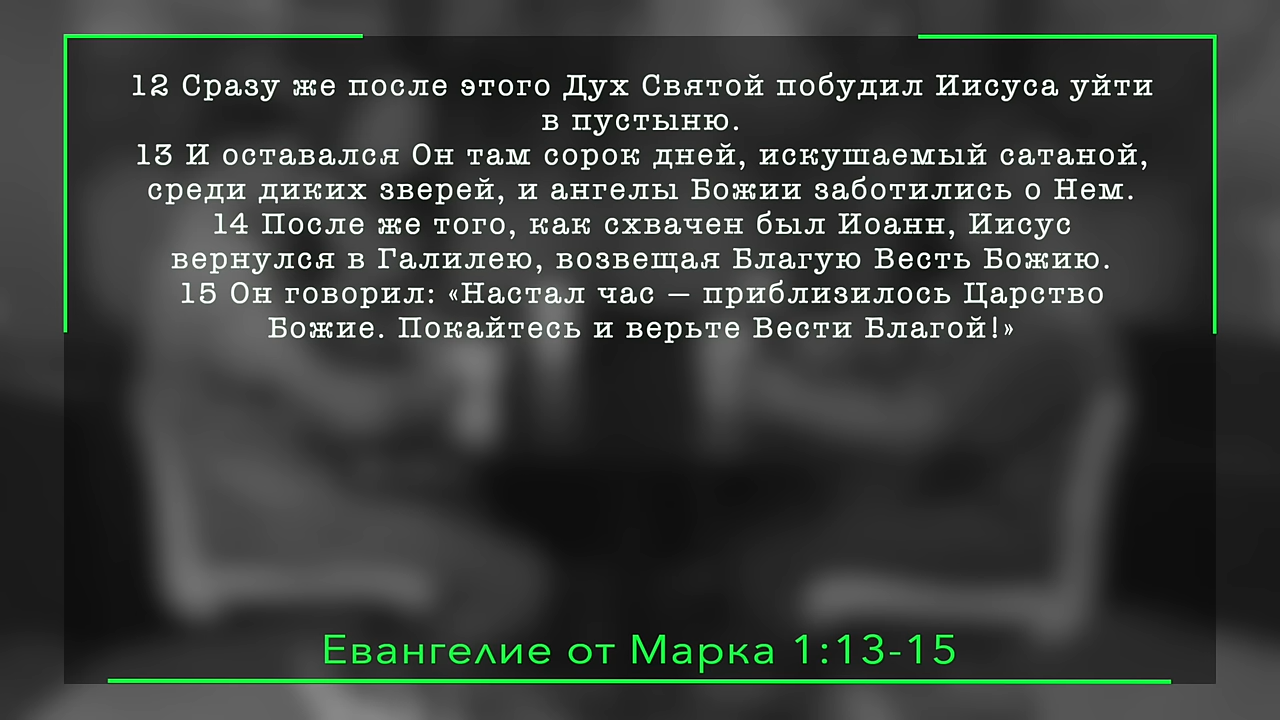 12 Сразу же после этого Дух Святой побудил Иисуса уйти
в пустыню.
13 И оставался Он там сорок дней, искушаемый сатаной,
среди диких зверей, и ангелы Божии заботились о Нем.
14 После же того, как схвачен был Иоанн, Иисус
вернулся в Галилею, возвещая Благую Весть Божию.
15 Он говорил: «Настал час — приблизилось Царство
Божие. Покайтесь и верьте Вести Благой!»
Евангелие от Марка 1:13-15